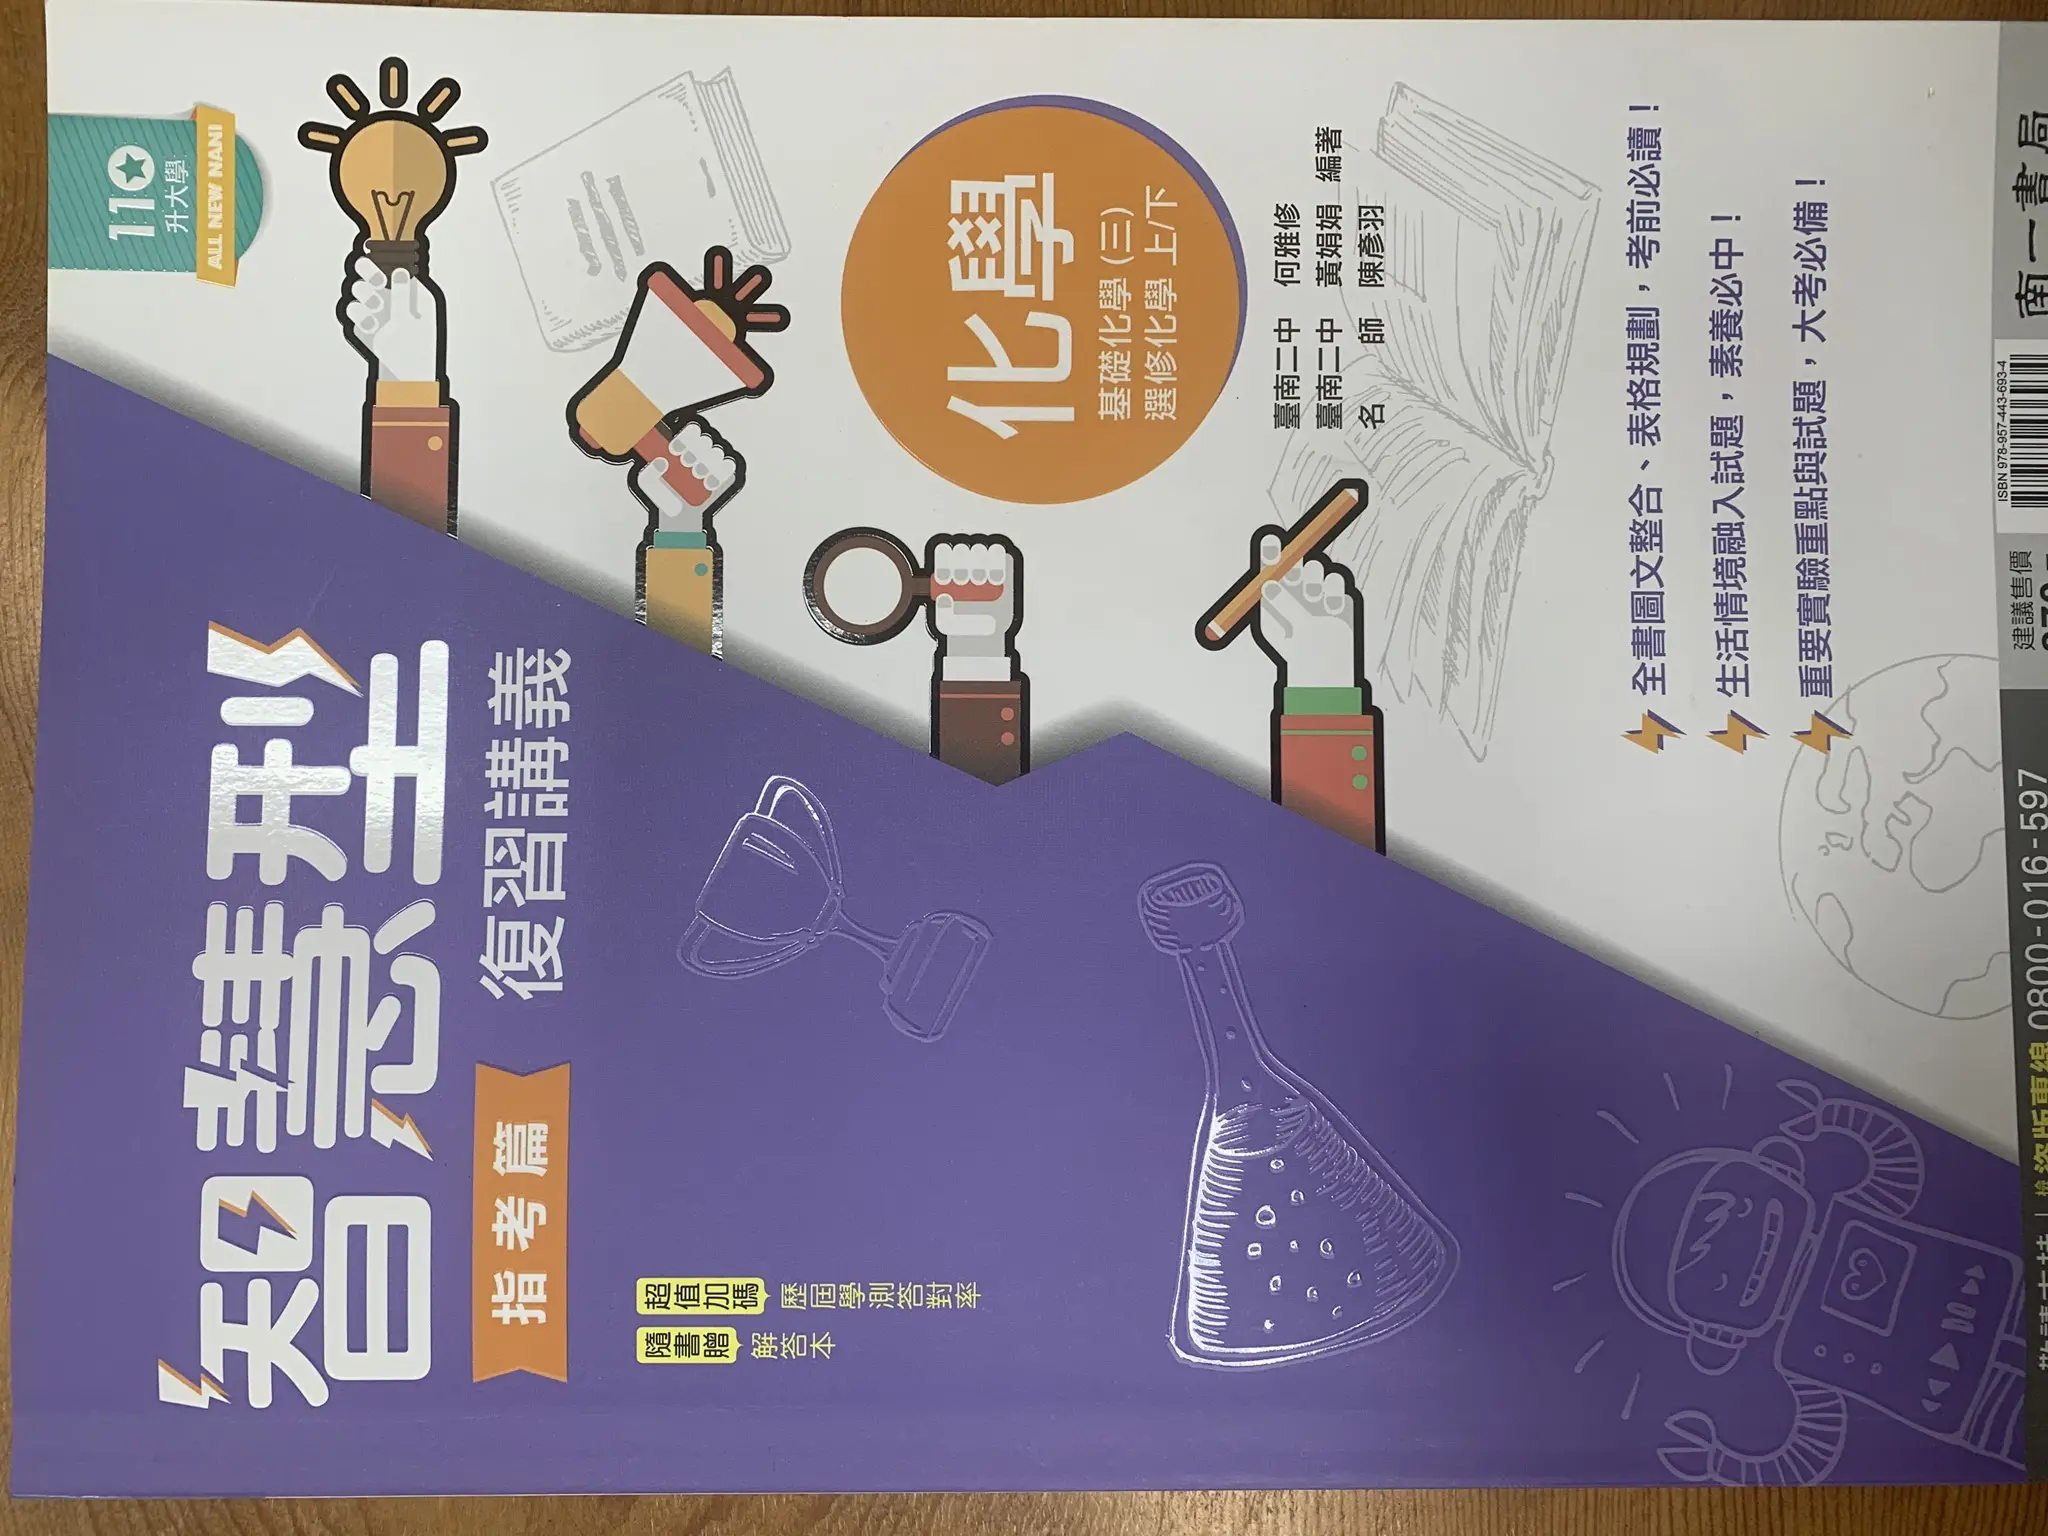 110
升大學
ALL NEW NANI
智慧型
指考篇
復習講義
超值加碼 歷屆學測答對率
隨書贈 解答本
化學
基礎化學(三)
選修化學 上/下
臺南二中 何雅修
臺南二中 黃娟娟 編著
名師 陳彥羽
全書圖文整合、表格規劃，考前必讀！
生活情境融入試題，素養必中！
重要實驗重點與試題，大考必備！
南一書局
ISBN 978-957-443-693-4
建議售價
盜版專線 0800-016-597